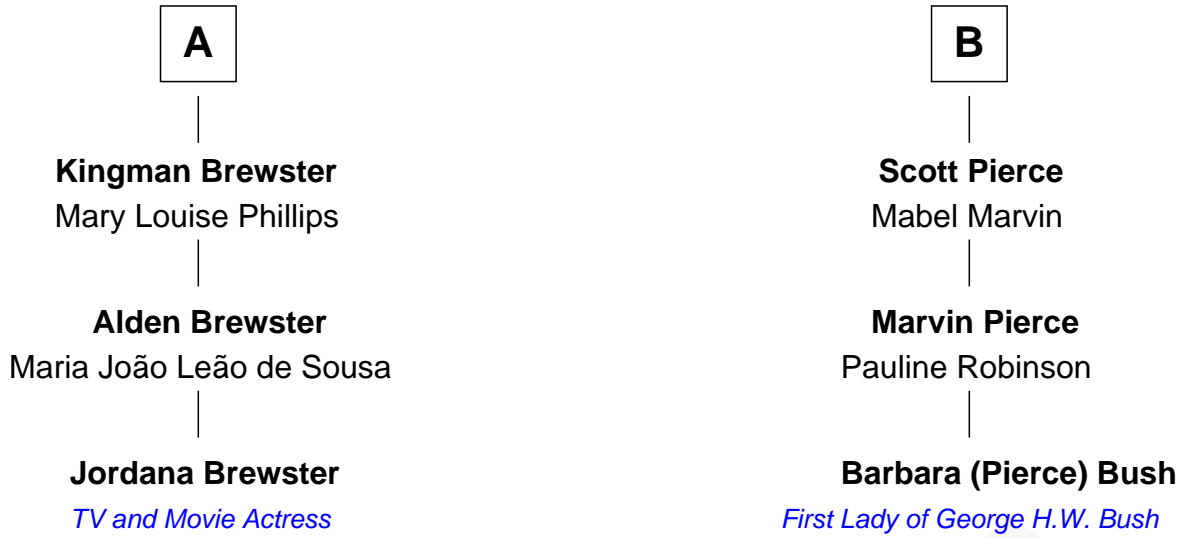 A
Kingman Brewster
Mary Louise Phillips
Alden Brewster
Maria João Leão de Sousa
Jordana Brewster
TV and Movie Actress
B
Scott Pierce
Mabel Marvin
Marvin Pierce
Pauline Robinson
Barbara (Pierce) Bush
First Lady of George H.W. Bush